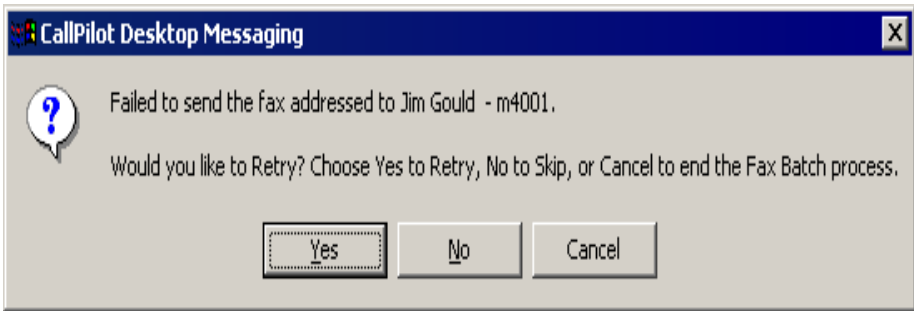 CallPilot Desktop Messaging
Failed to send the fax addressed to Jim Gould - m4001.
Would you like to Retry? Choose Yes to Retry, No to Skip, or Cancel to end the Fax Batch process.
Yes No Cancel